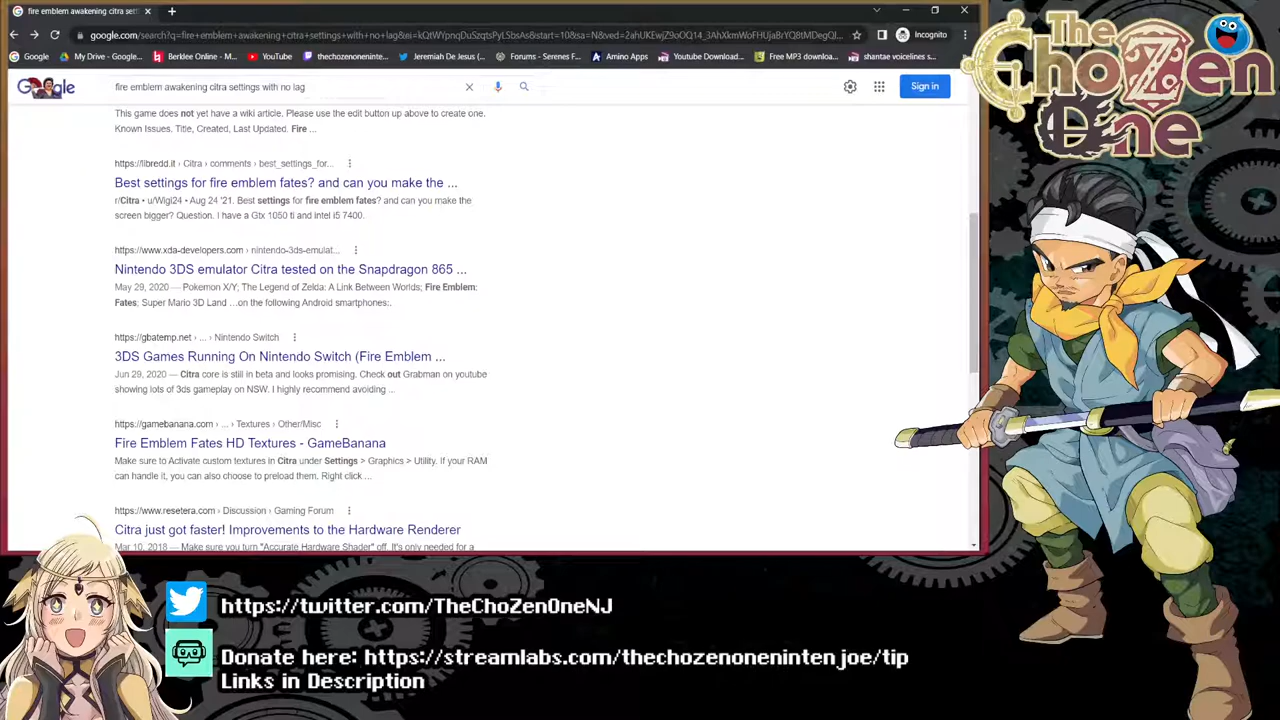 fire emblem awakening citra sett
google.com/search?q=fire+emblem+awakening+citra+settings+with+no+lag&ei=kQtWYpnqDuSzqtsPyLSbsAs&start=10&sa=N&ved=2ahUKEwjZ9oOQ14_3AhXkmWoFHUjaBrYQ8tMDegQIJ...
Incognito
Google
My Drive - Google...
Berklee Online - M...
YouTube
thechozenoneninten...
Jeremiah De Jesus (...
Forums - Serenes F...
Amino Apps
Youtube Download...
Free MP3 downloa...
shantae voicelines s...
fire emblem awakening citra settings with no lag
Sign in
This game does not yet have a wiki article. Please use the edit button up above to create one.
Known Issues. Title, Created, Last Updated. Fire ...
https://libredd.it › Citra › comments › best_settings_for...
Best settings for fire emblem fates? and can you make the ...
r/Citra • u/Wigi24 • Aug 24 '21. Best settings for fire emblem fates? and can you make the
screen bigger? Question. I have a Gtx 1050 ti and intel i5 7400.
https://www.xda-developers.com › nintendo-3ds-emulat...
Nintendo 3DS emulator Citra tested on the Snapdragon 865 ...
May 29, 2020 — Pokemon X/Y; The Legend of Zelda: A Link Between Worlds; Fire Emblem:
Fates; Super Mario 3D Land ...on the following Android smartphones:.
https://gbatemp.net › ... › Nintendo Switch
3DS Games Running On Nintendo Switch (Fire Emblem ...
Jun 29, 2020 — Citra core is still in beta and looks promising. Check out Grabman on youtube
showing lots of 3ds gameplay on NSW. I highly recommend avoiding ...
https://gamebanana.com › ... › Textures › Other/Misc
Fire Emblem Fates HD Textures - GameBanana
Make sure to Activate custom textures in Citra under Settings > Graphics > Utility. If your RAM
can handle it, you can also choose to preload them. Right click ...
https://www.resetera.com › Discussion › Gaming Forum
Citra just got faster! Improvements to the Hardware Renderer
Mar 10, 2018 — Make sure you turn "Accurate Hardware Shader" off. It's only needed for a
The
ChoZen
One
https://twitter.com/TheChoZenOneNJ
Donate here: https://streamlabs.com/thechozenonenintenjoe/tip
Links in Description